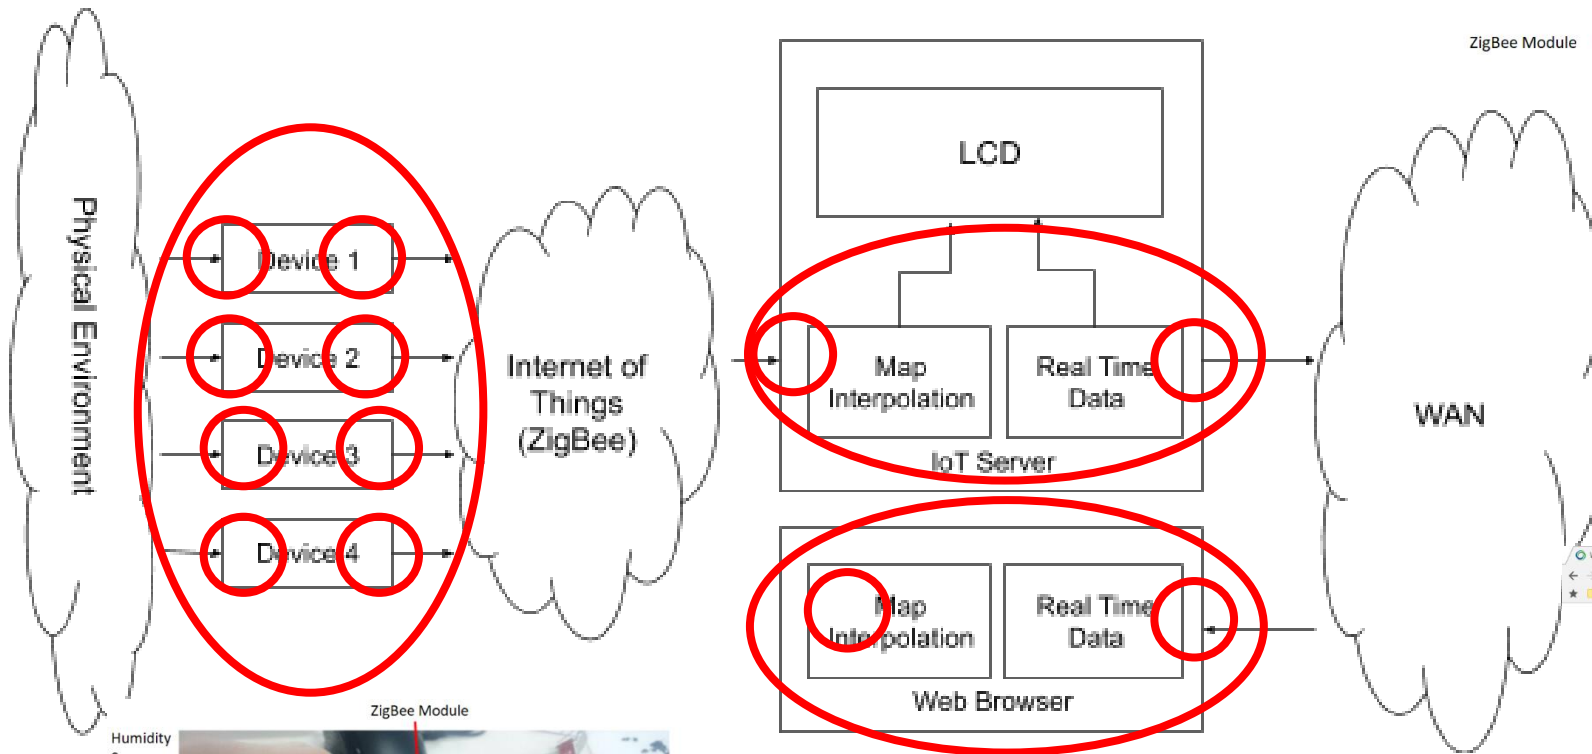 ZigBee Module
LCD
Physical Environment
Device 1
Device 2
Device 3
Device 4
Internet of
Things
(ZigBee)
Map
Interpolation
Real Time
Data
IoT Server
WAN
Map
Interpolation
Real Time
Data
Web Browser
ZigBee Module
Humidity